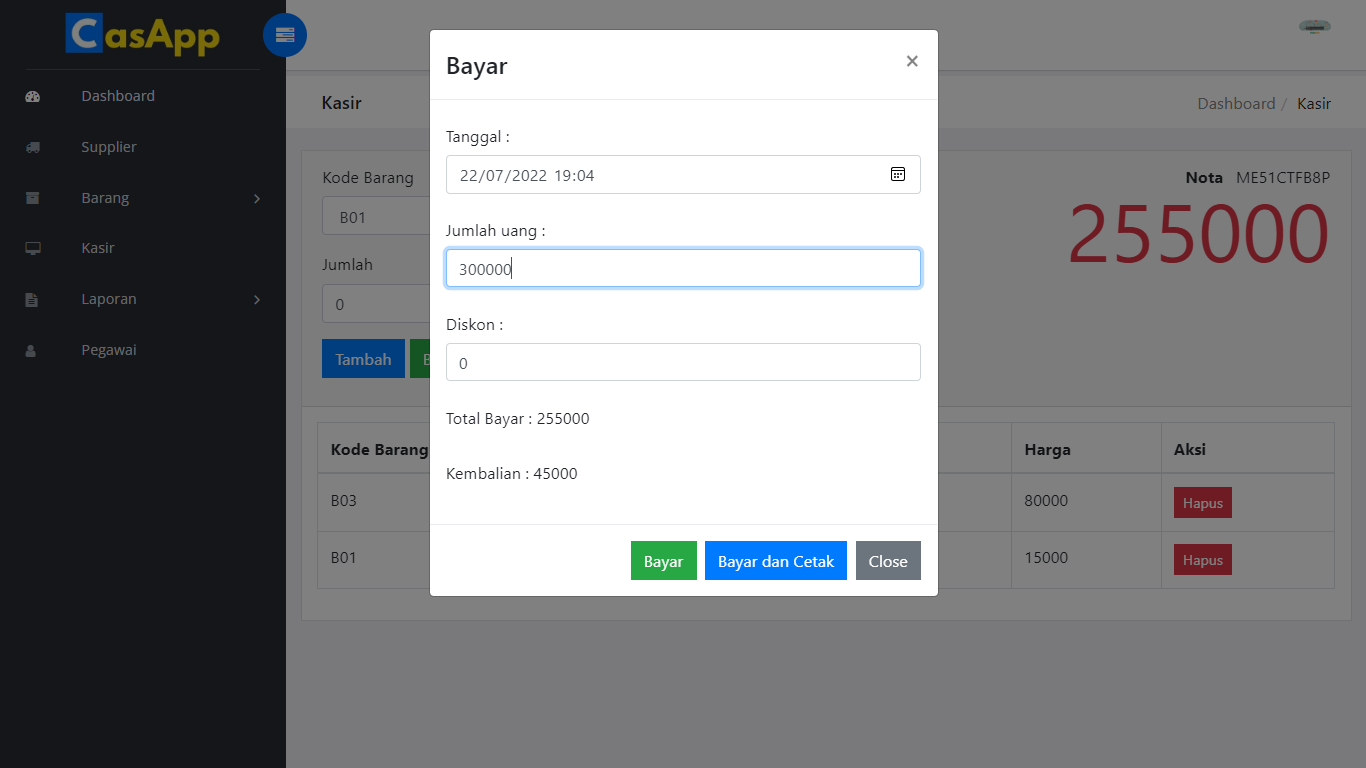 CasApp
Dashboard
Supplier
Barang
Kasir
Laporan
Pegawai
Kasir
Dashboard / Kasir
Kode Barang
B01
Jumlah
0
Tambah
B
Nota ME51CTFB8P
255000
Kode Barang Harga Aksi
B03 80000 Hapus
B01 15000 Hapus
Bayar ×
Tanggal :
22/07/2022 19:04
Jumlah uang :
300000
Diskon :
0
Total Bayar : 255000
Kembalian : 45000
Bayar Bayar dan Cetak Close